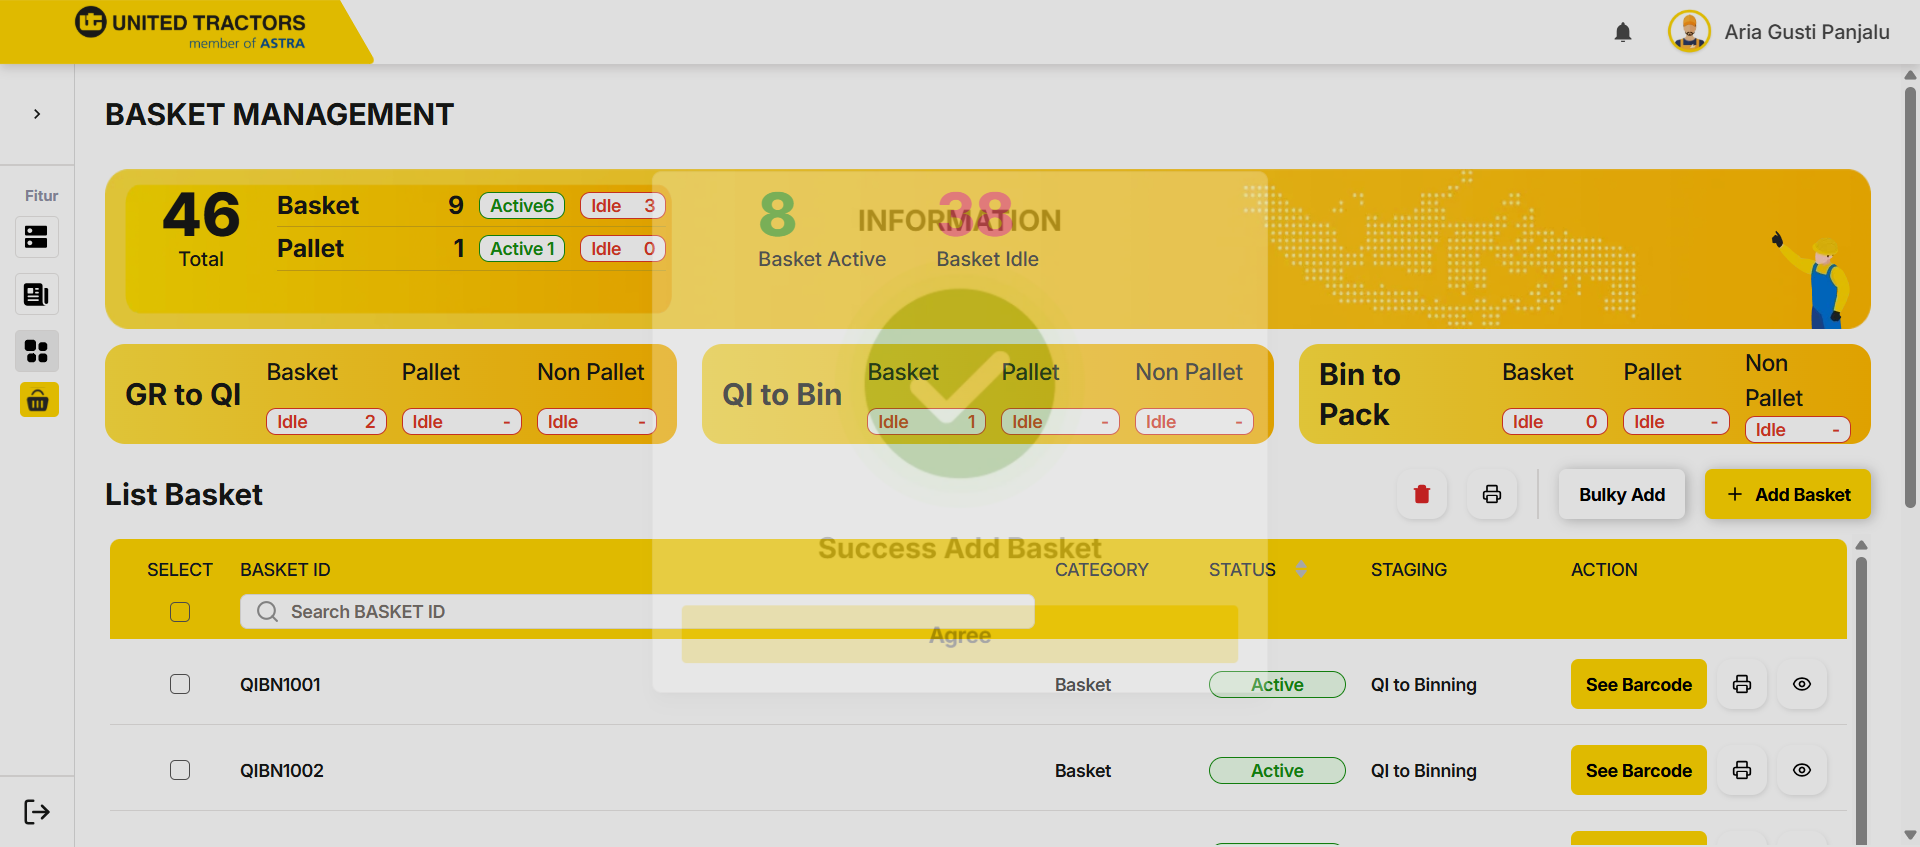 UNITED TRACTORS
member of ASTRA
Aria Gusti Panjalu
BASKET MANAGEMENT
Fitur
46
Total
Basket 9 Active6 Idle 3
Pallet 1 Active 1 Idle 0
8
Basket Active
38
Basket Idle
INFORMATION
GR to QI
Basket Pallet Non Pallet
Idle 2 Idle - Idle -
QI to Bin
Basket Pallet Non Pallet
Idle 1 Idle - Idle -
Bin to
Pack
Basket Pallet Non
Pallet
Idle 0 Idle - Idle -
List Basket
Bulky Add
+ Add Basket
Success Add Basket
Agree
SELECT BASKET ID CATEGORY STATUS STAGING ACTION
Search BASKET ID
QIBN1001 Basket Active QI to Binning See Barcode
QIBN1002 Basket Active QI to Binning See Barcode